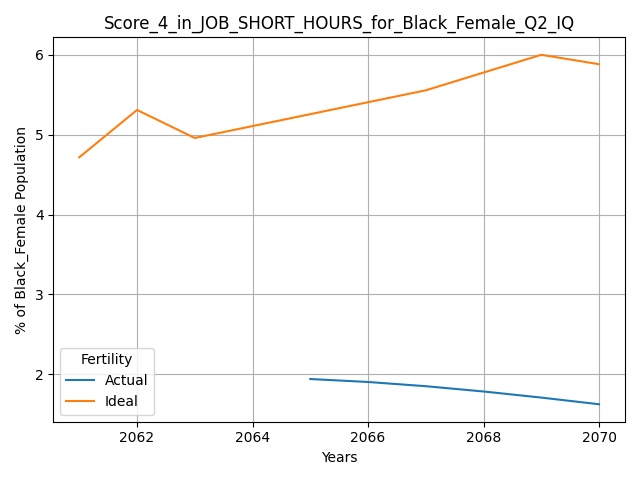 Score_4_in_JOB_SHORT_HOURS_for_Black_Female_Q2_IQ
% of Black_Female Population
6
5
4
3
2
Fertility
Actual
Ideal
2062 2064 2066 2068 2070
Years